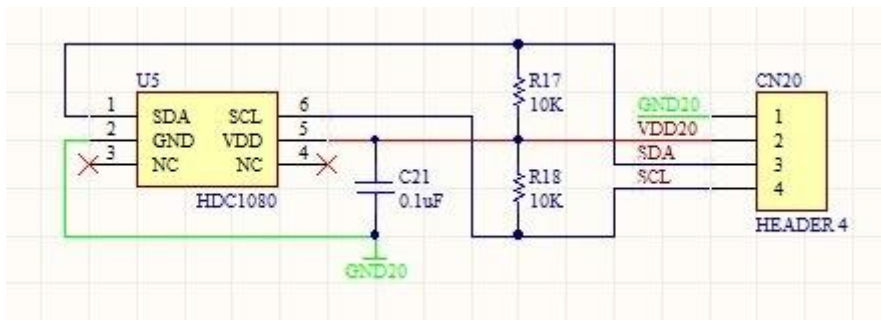 U5
1 SDA SCL 6
2 GND VDD 5
3 NC NC 4
HDC1080
C21
0.1uF
GND20
R17
10K
R18
10K
CN20
GND20 1
VDD20 2
SDA 3
SCL 4
HEADER 4